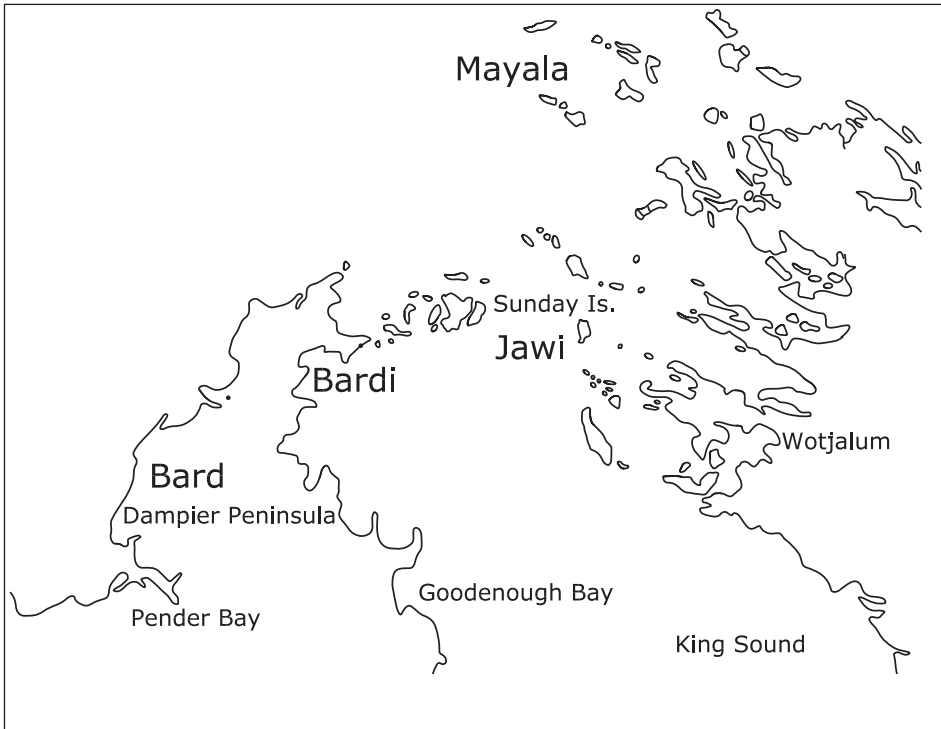 Mayala
Sunday Is.
Jawi
Bardi
Wotjalum
Bard
Dampier Peninsula
Goodenough Bay
Pender Bay
King Sound